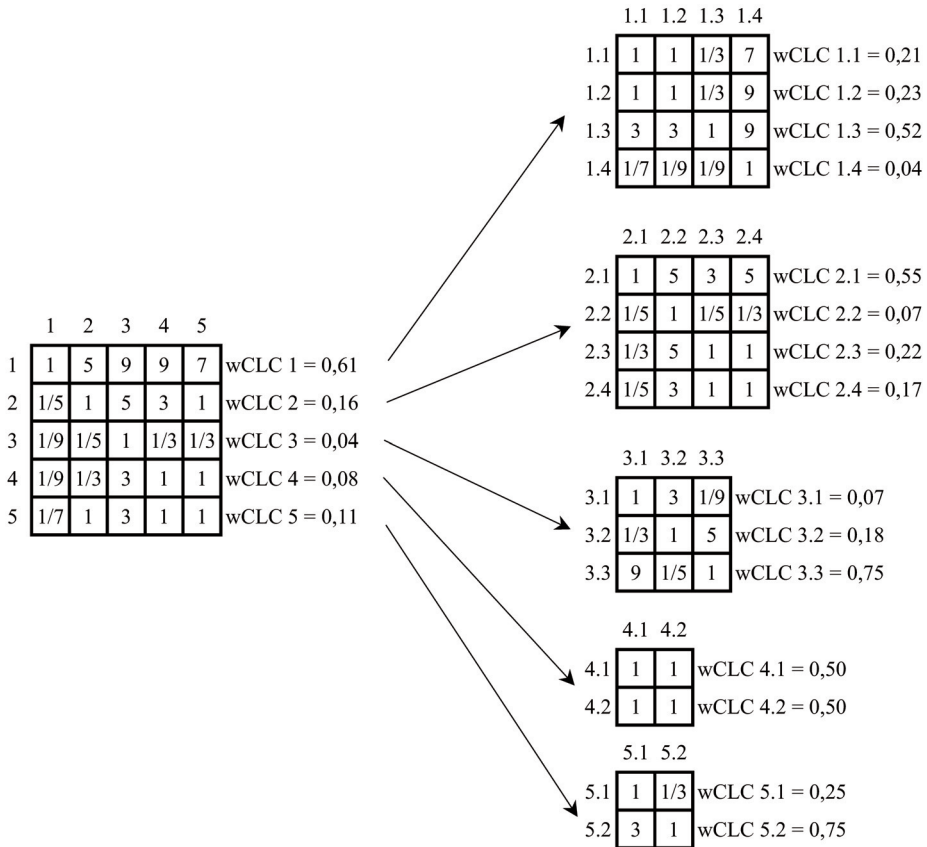 1 2 3 4 5
1 1 5 9 9 7 wCLC 1 = 0,61
2 1/5 1 5 3 1 wCLC 2 = 0,16
3 1/9 1/5 1 1/3 1/3 wCLC 3 = 0,04
4 1/9 1/3 3 1 1 wCLC 4 = 0,08
5 1/7 1 3 1 1 wCLC 5 = 0,11
1.1 1.2 1.3 1.4
1.1 1 1 1/3 7 wCLC 1.1 = 0,21
1.2 1 1 1/3 9 wCLC 1.2 = 0,23
1.3 3 3 1 9 wCLC 1.3 = 0,52
1.4 1/7 1/9 1/9 1 wCLC 1.4 = 0,04
2.1 2.2 2.3 2.4
2.1 1 5 3 5 wCLC 2.1 = 0,55
2.2 1/5 1 1/5 1/3 wCLC 2.2 = 0,07
2.3 1/3 5 1 1 wCLC 2.3 = 0,22
2.4 1/5 3 1 1 wCLC 2.4 = 0,17
3.1 3.2 3.3
3.1 1 3 1/9 wCLC 3.1 = 0,07
3.2 1/3 1 5 wCLC 3.2 = 0,18
3.3 9 1/5 1 wCLC 3.3 = 0,75
4.1 4.2
4.1 1 1 wCLC 4.1 = 0,50
4.2 1 1 wCLC 4.2 = 0,50
5.1 5.2
5.1 1 1/3 wCLC 5.1 = 0,25
5.2 3 1 wCLC 5.2 = 0,75